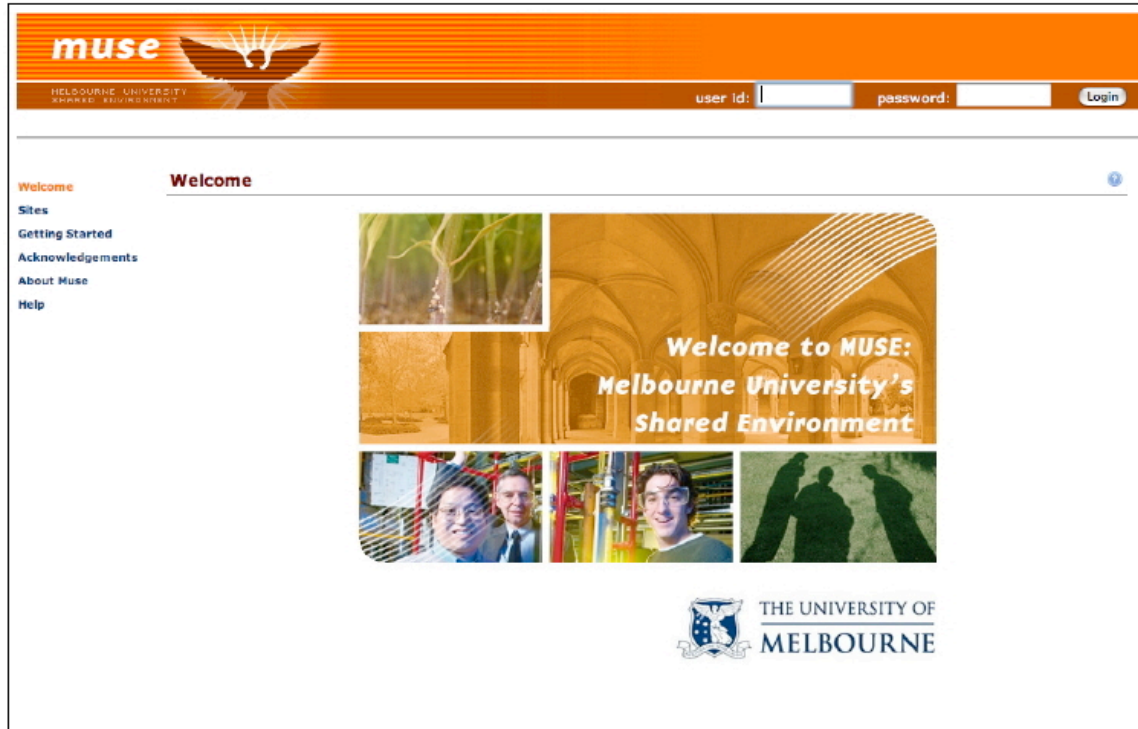 muse
MELBOURNE UNIVERSITY
SHARED ENVIRONMENT
user id:
password:
Login
Welcome
Sites
Getting Started
Acknowledgements
About Muse
Help
Welcome
?
Welcome to MUSE:
Melbourne University's
Shared Environment
THE UNIVERSITY OF
MELBOURNE